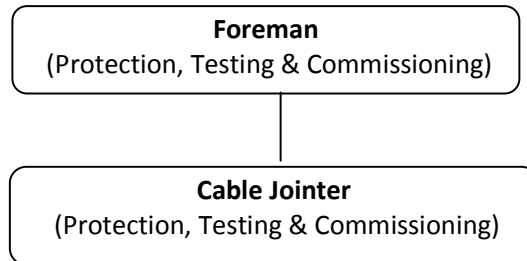 Foreman
(Protection, Testing & Commissioning)
Cable Jointer
(Protection, Testing & Commissioning)